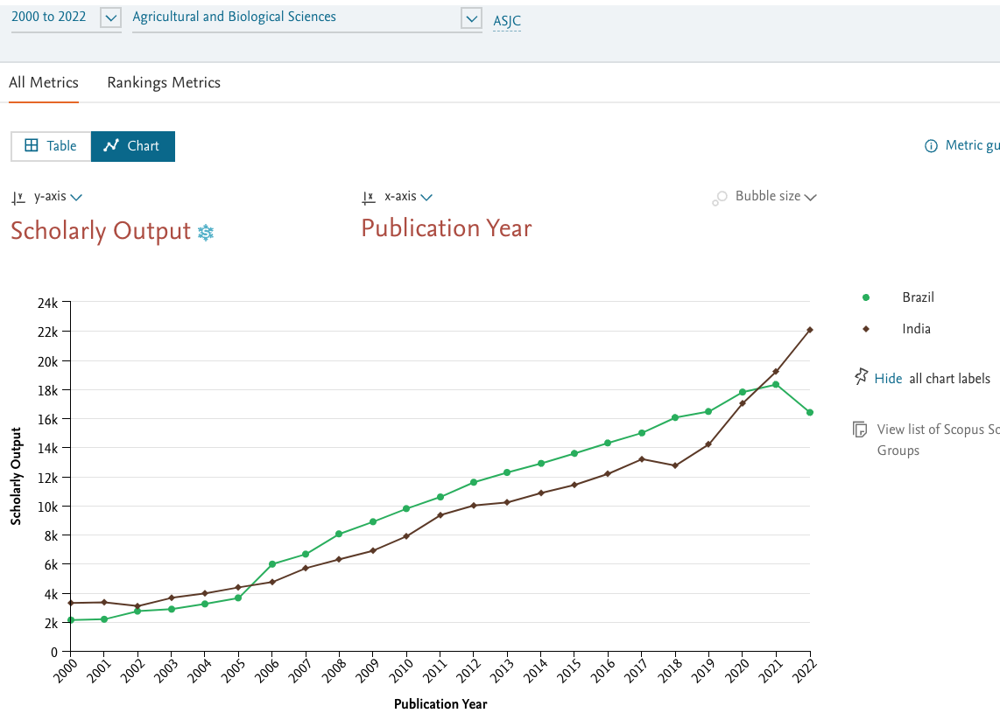 2000 to 2022 Agricultural and Biological Sciences ASJC
All Metrics Rankings Metrics
Table Chart Metric gu
y-axis x-axis Bubble size
Scholarly Output Publication Year
24k
22k
20k
18k
16k
14k
12k
10k
8k
6k
4k
2k
0
Scholarly Output
2000 2001 2002 2003 2004 2005 2006 2007 2008 2009 2010 2011 2012 2013 2014 2015 2016 2017 2018 2019 2020 2021 2022
Publication Year
Brazil
India
Hide all chart labels
View list of Scopus Sc
Groups